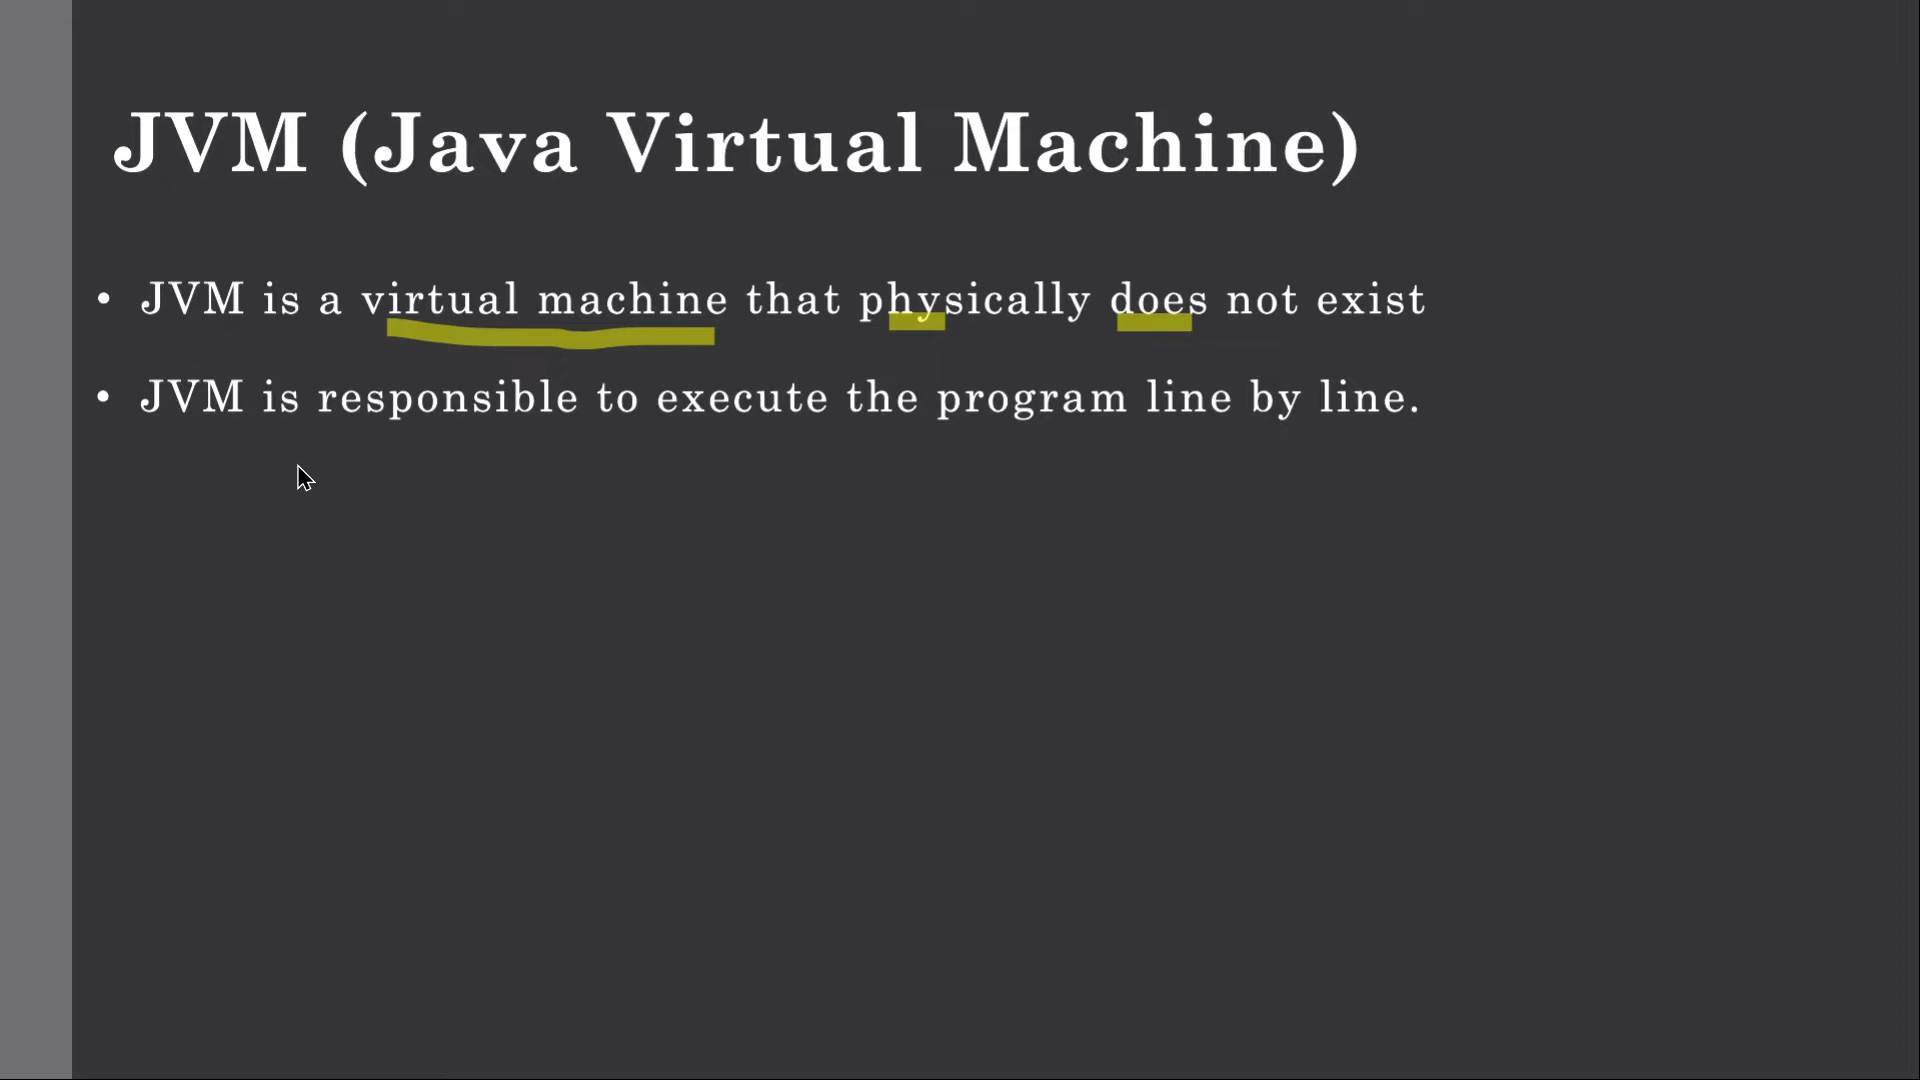 JVM (Java Virtual Machine)
• JVM is a virtual machine that physically does not exist
• JVM is responsible to execute the program line by line.